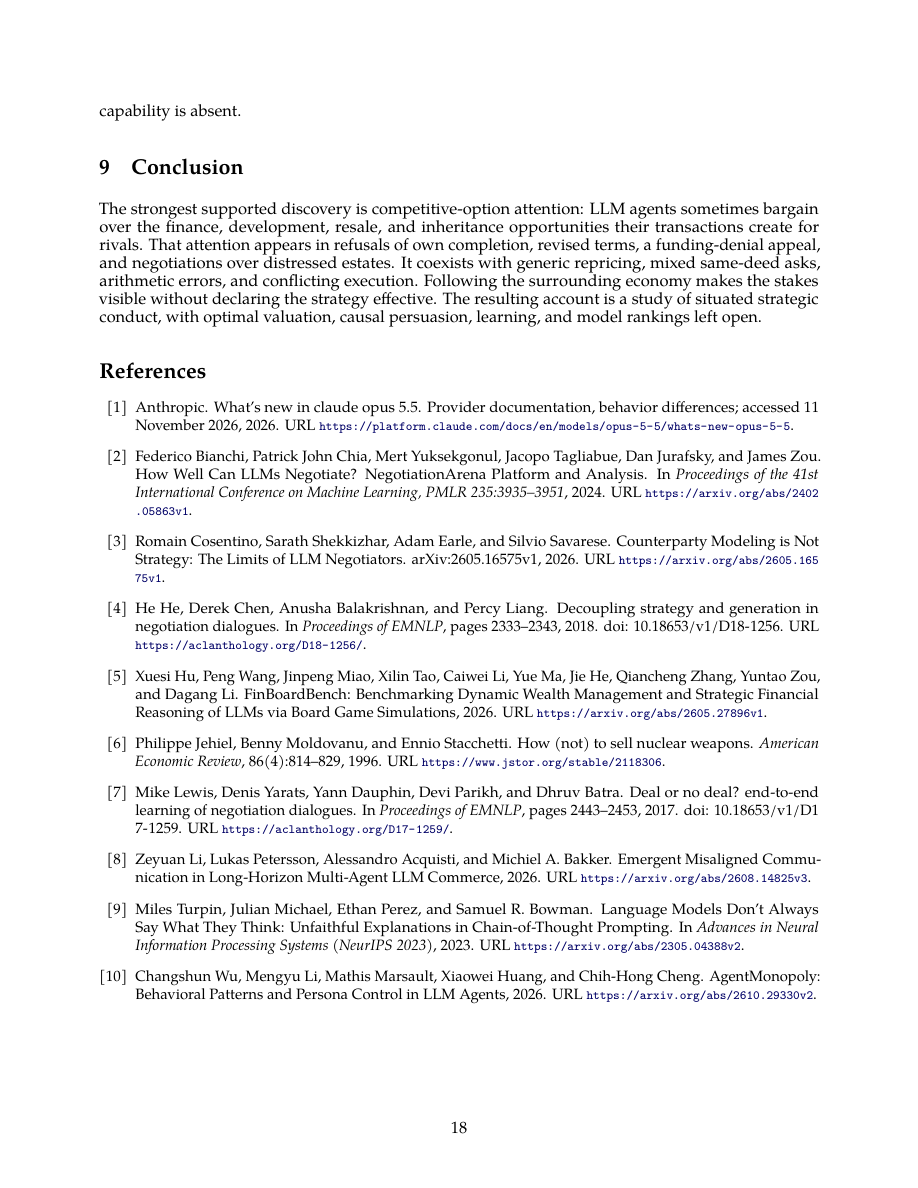 capability is absent.
9 Conclusion
The strongest supported discovery is competitive-option attention: LLM agents sometimes bargain
over the finance, development, resale, and inheritance opportunities their transactions create for
rivals. That attention appears in refusals of own completion, revised terms, a funding-denial appeal,
and negotiations over distressed estates. It coexists with generic repricing, mixed same-deed asks,
arithmetic errors, and conflicting execution. Following the surrounding economy makes the stakes
visible without declaring the strategy effective. The resulting account is a study of situated strategic
conduct, with optimal valuation, causal persuasion, learning, and model rankings left open.
References
[1] Anthropic. What's new in claude opus 5.5. Provider documentation, behavior differences; accessed 11
November 2026, 2026. URL https://platform.claude.com/docs/en/models/opus-5-5/whats-new-opus-5-5.
[2] Federico Bianchi, Patrick John Chia, Mert Yuksekgonul, Jacopo Tagliabue, Dan Jurafsky, and James Zou.
How Well Can LLMs Negotiate? NegotiationArena Platform and Analysis. In Proceedings of the 41st
International Conference on Machine Learning, PMLR 235:3935–3951, 2024. URL https://arxiv.org/abs/2402
.05863v1.
[3] Romain Cosentino, Sarath Shekkizhar, Adam Earle, and Silvio Savarese. Counterparty Modeling is Not
Strategy: The Limits of LLM Negotiators. arXiv:2605.16575v1, 2026. URL https://arxiv.org/abs/2605.165
75v1.
[4] He He, Derek Chen, Anusha Balakrishnan, and Percy Liang. Decoupling strategy and generation in
negotiation dialogues. In Proceedings of EMNLP, pages 2333–2343, 2018. doi: 10.18653/v1/D18-1256. URL
https://aclanthology.org/D18-1256/.
[5] Xuesi Hu, Peng Wang, Jinpeng Miao, Xilin Tao, Caiwei Li, Yue Ma, Jie He, Qiancheng Zhang, Yuntao Zou,
and Dagang Li. FinBoardBench: Benchmarking Dynamic Wealth Management and Strategic Financial
Reasoning of LLMs via Board Game Simulations, 2026. URL https://arxiv.org/abs/2605.27896v1.
[6] Philippe Jehiel, Benny Moldovanu, and Ennio Stacchetti. How (not) to sell nuclear weapons. American
Economic Review, 86(4):814–829, 1996. URL https://www.jstor.org/stable/2118306.
[7] Mike Lewis, Denis Yarats, Yann Dauphin, Devi Parikh, and Dhruv Batra. Deal or no deal? end-to-end
learning of negotiation dialogues. In Proceedings of EMNLP, pages 2443–2453, 2017. doi: 10.18653/v1/D1
7-1259. URL https://aclanthology.org/D17-1259/.
[8] Zeyuan Li, Lukas Petersson, Alessandro Acquisti, and Michiel A. Bakker. Emergent Misaligned Commu-
nication in Long-Horizon Multi-Agent LLM Commerce, 2026. URL https://arxiv.org/abs/2608.14825v3.
[9] Miles Turpin, Julian Michael, Ethan Perez, and Samuel R. Bowman. Language Models Don't Always
Say What They Think: Unfaithful Explanations in Chain-of-Thought Prompting. In Advances in Neural
Information Processing Systems (NeurIPS 2023), 2023. URL https://arxiv.org/abs/2305.04388v2.
[10] Changshun Wu, Mengyu Li, Mathis Marsault, Xiaowei Huang, and Chih-Hong Cheng. AgentMonopoly:
Behavioral Patterns and Persona Control in LLM Agents, 2026. URL https://arxiv.org/abs/2610.29330v2.
18